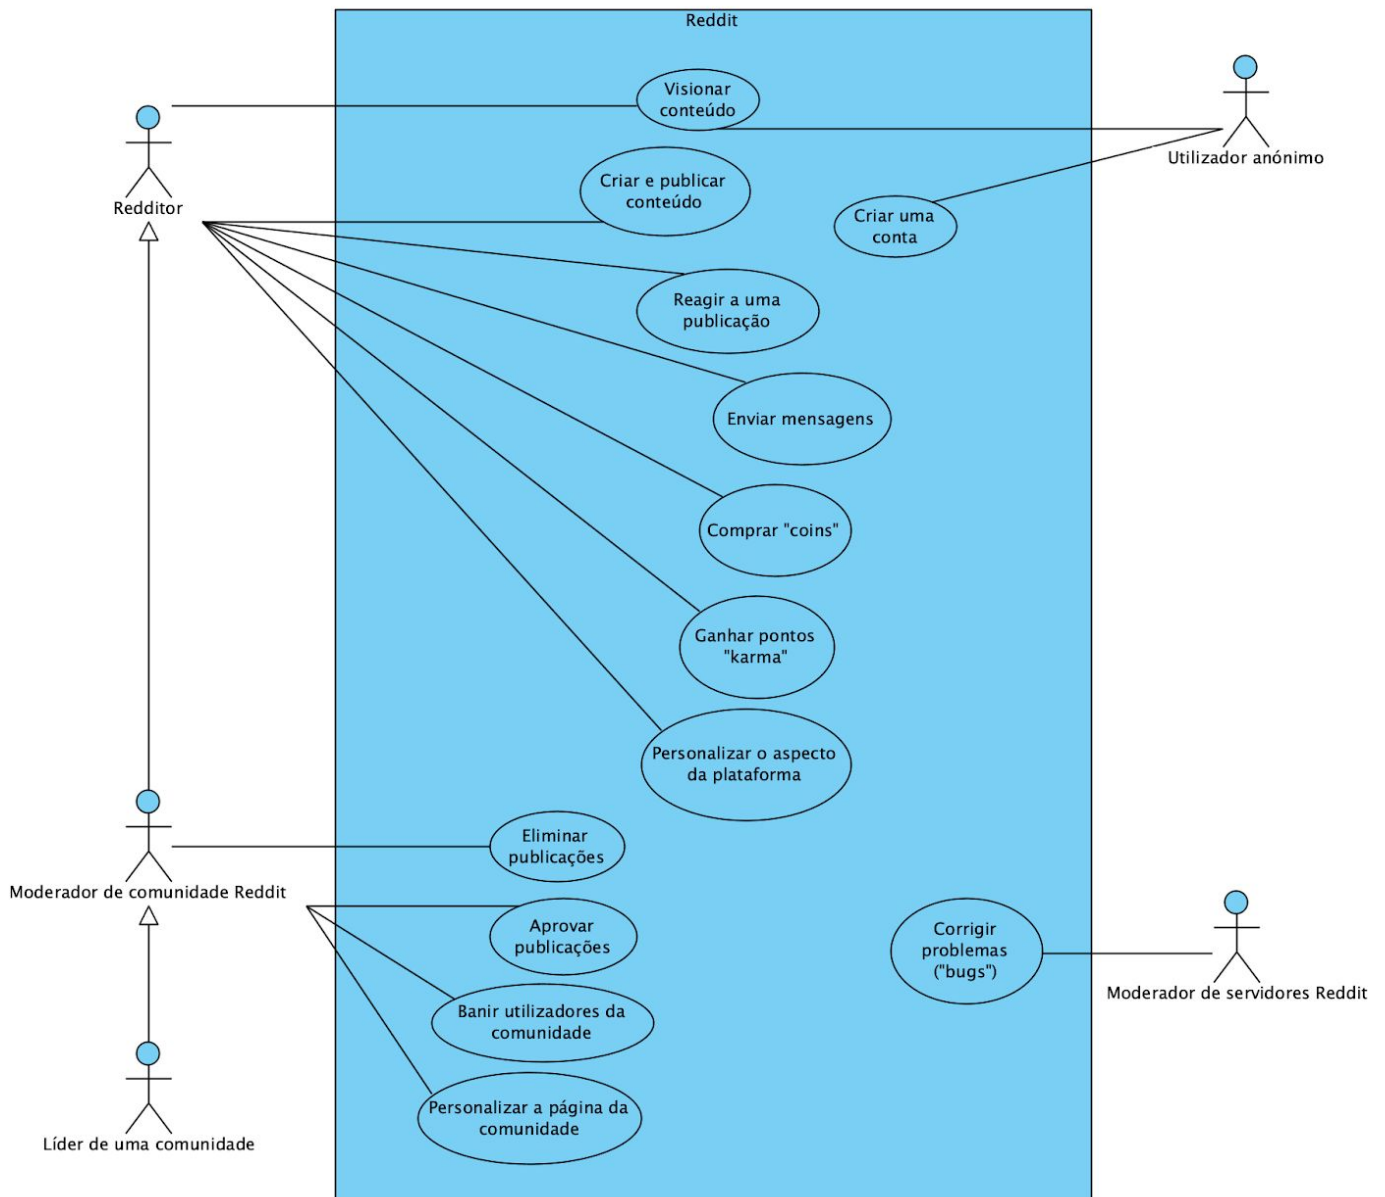 Reddit
Visionar
conteúdo
Utilizador anónimo
Redditor
Criar e publicar
conteúdo
Criar uma
conta
Reagir a uma
publicação
Enviar mensagens
Comprar "coins"
Ganhar pontos
"karma"
Personalizar o aspecto
da plataforma
Eliminar
publicações
Moderador de comunidade Reddit
Aprovar
publicações
Corrigir
problemas
("bugs")
Moderador de servidores Reddit
Banir utilizadores da
comunidade
Personalizar a página da
comunidade
Líder de uma comunidade